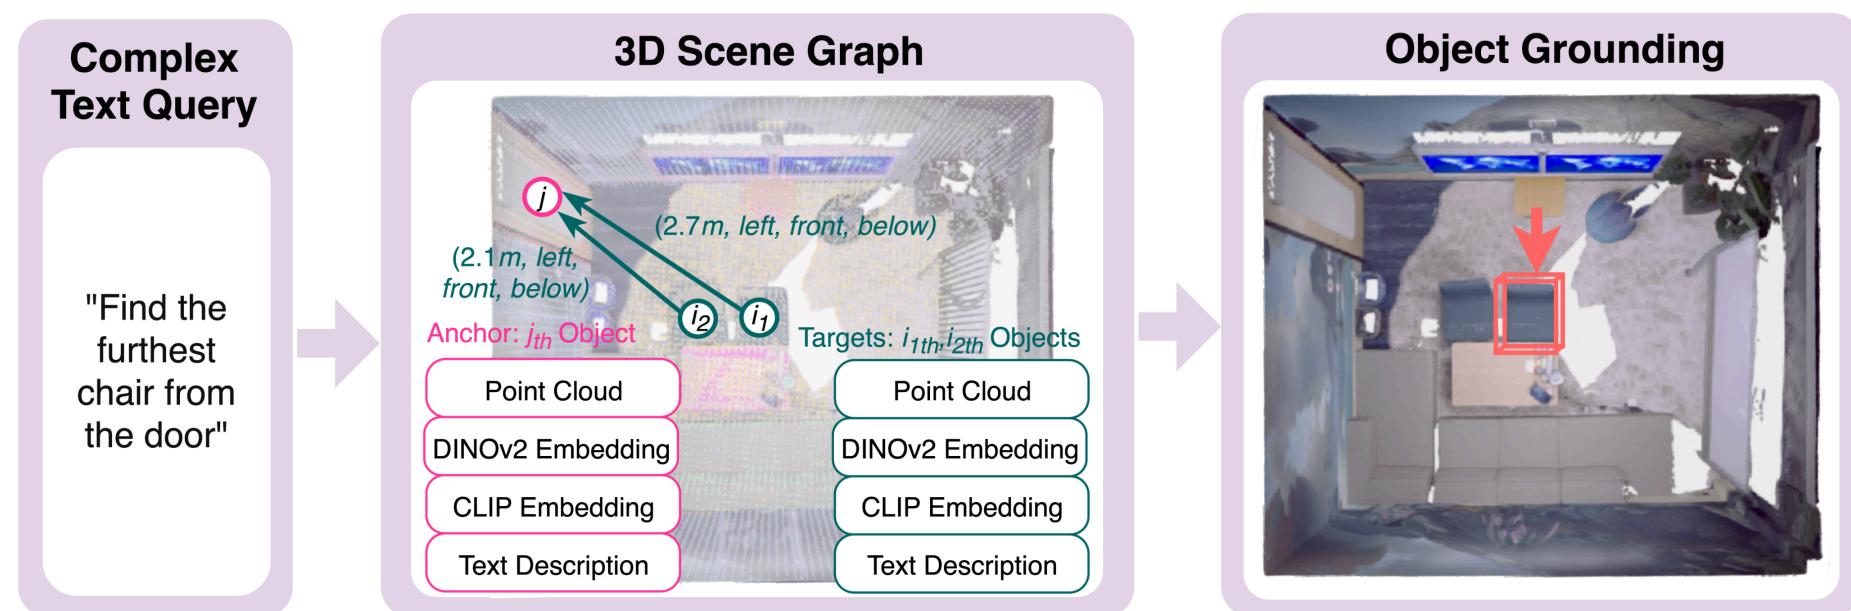 Complex
Text Query
"Find the
furthest
chair from
the door"
3D Scene Graph
j
(2.7m, left, front, below)
(2.1m, left,
front, below)
i2
i1
Anchor: jth Object
Targets: i1th,i2th Objects
Point Cloud
DINOv2 Embedding
CLIP Embedding
Text Description
Point Cloud
DINOv2 Embedding
CLIP Embedding
Text Description
Object Grounding